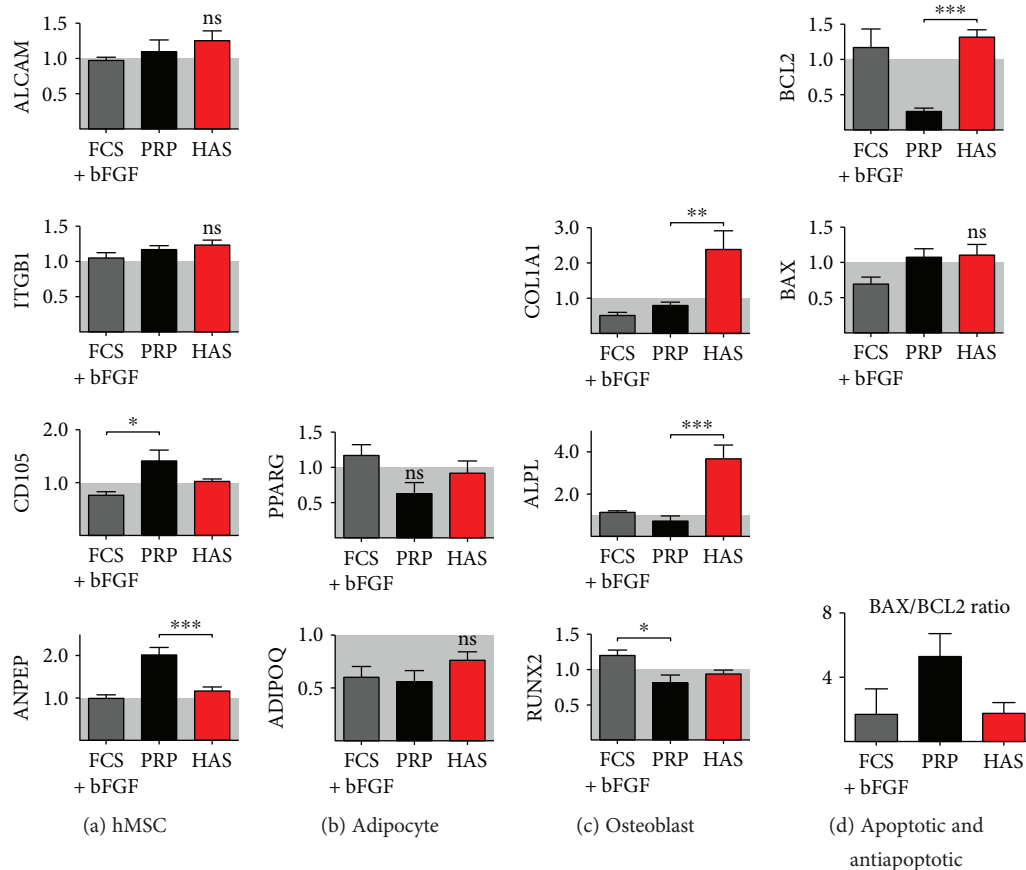 ALCAM
1.5
1.0
0.5
ns
FCS PRP HAS
+ bFGF
ITGB1
1.5
1.0
0.5
ns
FCS PRP HAS
+ bFGF
CD105
2.0
1.0
*
FCS PRP HAS
+ bFGF
ANPEP
2.0
1.0
***
FCS PRP HAS
+ bFGF
(a) hMSC
PPARG
1.5
1.0
0.5
ns
FCS PRP HAS
+ bFGF
ADIPOQ
1.0
0.5
ns
FCS PRP HAS
+ bFGF
(b) Adipocyte
COL1A1
3.0
2.0
1.0
**
FCS PRP HAS
+ bFGF
ALPL
4.0
2.0
***
FCS PRP HAS
+ bFGF
RUNX2
1.5
1.0
0.5
*
FCS PRP HAS
+ bFGF
(c) Osteoblast
BCL2
1.5
1.0
0.5
***
FCS PRP HAS
+ bFGF
BAX
1.5
1.0
0.5
ns
FCS PRP HAS
+ bFGF
BAX/BCL2 ratio
8
4
FCS PRP HAS
+ bFGF
(d) Apoptotic and
antiapoptotic